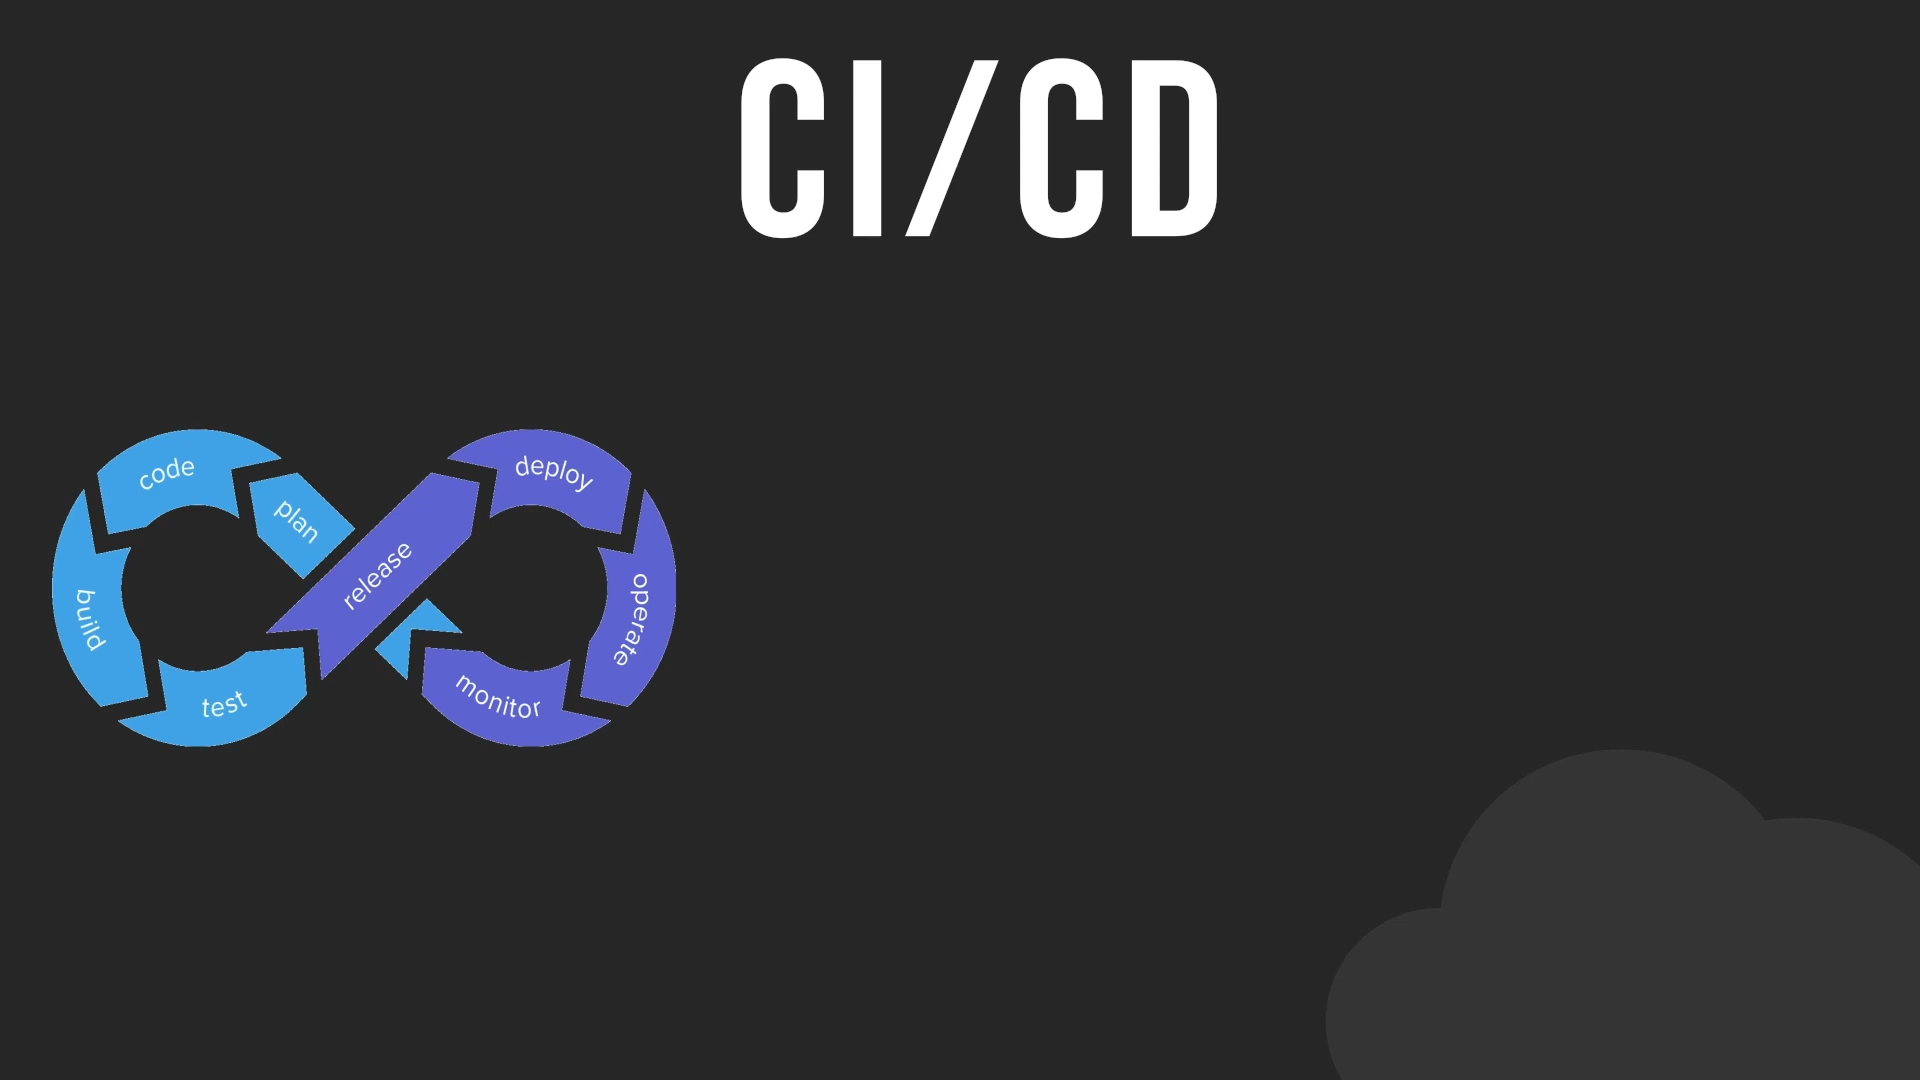 CI/CD
code
plan
build
test
release
deploy
operate
monitor